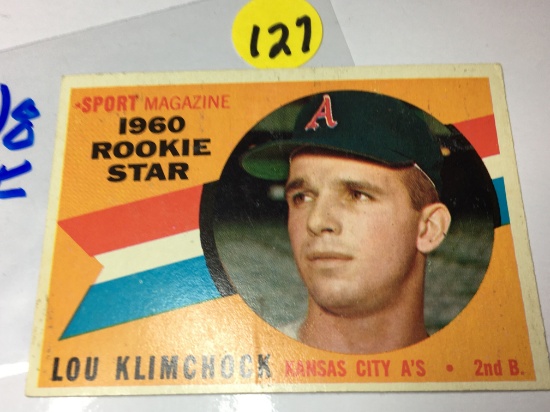 127
•SPORT MAGAZINE
1960
ROOKIE
STAR
A
LOU KLIMCHOCK KANSAS CITY A'S • 2nd B.